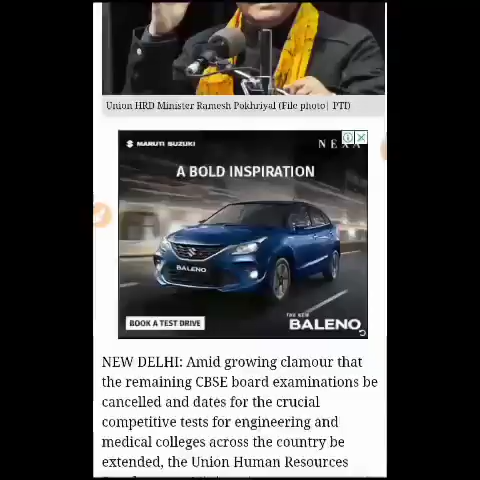 Union HRD Minister Ramesh Pokhriyal (File photo| PTI)
MARUTI SUZUKI
NEXA
A BOLD INSPIRATION
BALENO
BOOK A TEST DRIVE
THE NEW
BALENO
NEW DELHI: Amid growing clamour that
the remaining CBSE board examinations be
cancelled and dates for the crucial
competitive tests for engineering and
medical colleges across the country be
extended, the Union Human Resources